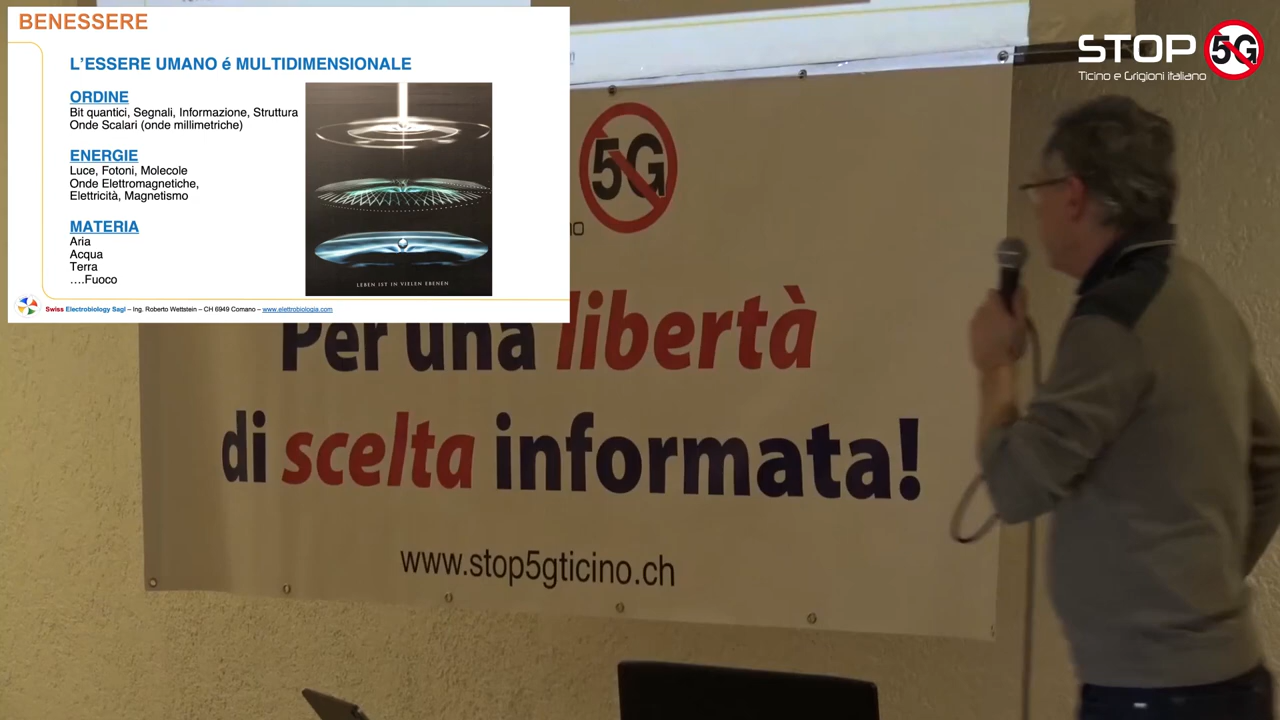 BENESSERE
L'ESSERE UMANO é MULTIDIMENSIONALE
ORDINE
Bit quantici, Segnali, Informazione, Struttura
Onde Scalari (onde millimetriche)
ENERGIE
Luce, Fotoni, Molecole
Onde Elettromagnetiche,
Elettricità, Magnetismo
MATERIA
Aria
Acqua
Terra
....Fuoco
LEBEN IST IN VIELEN EBENEN
Swiss Electrobiology Sagl – Ing. Roberto Wettstein – CH 6949 Comano – www.elettrobiologia.com
STOP 5G
Ticino e Grigioni italiano
5G
Per una libertà
di scelta informata!
www.stop5gticino.ch